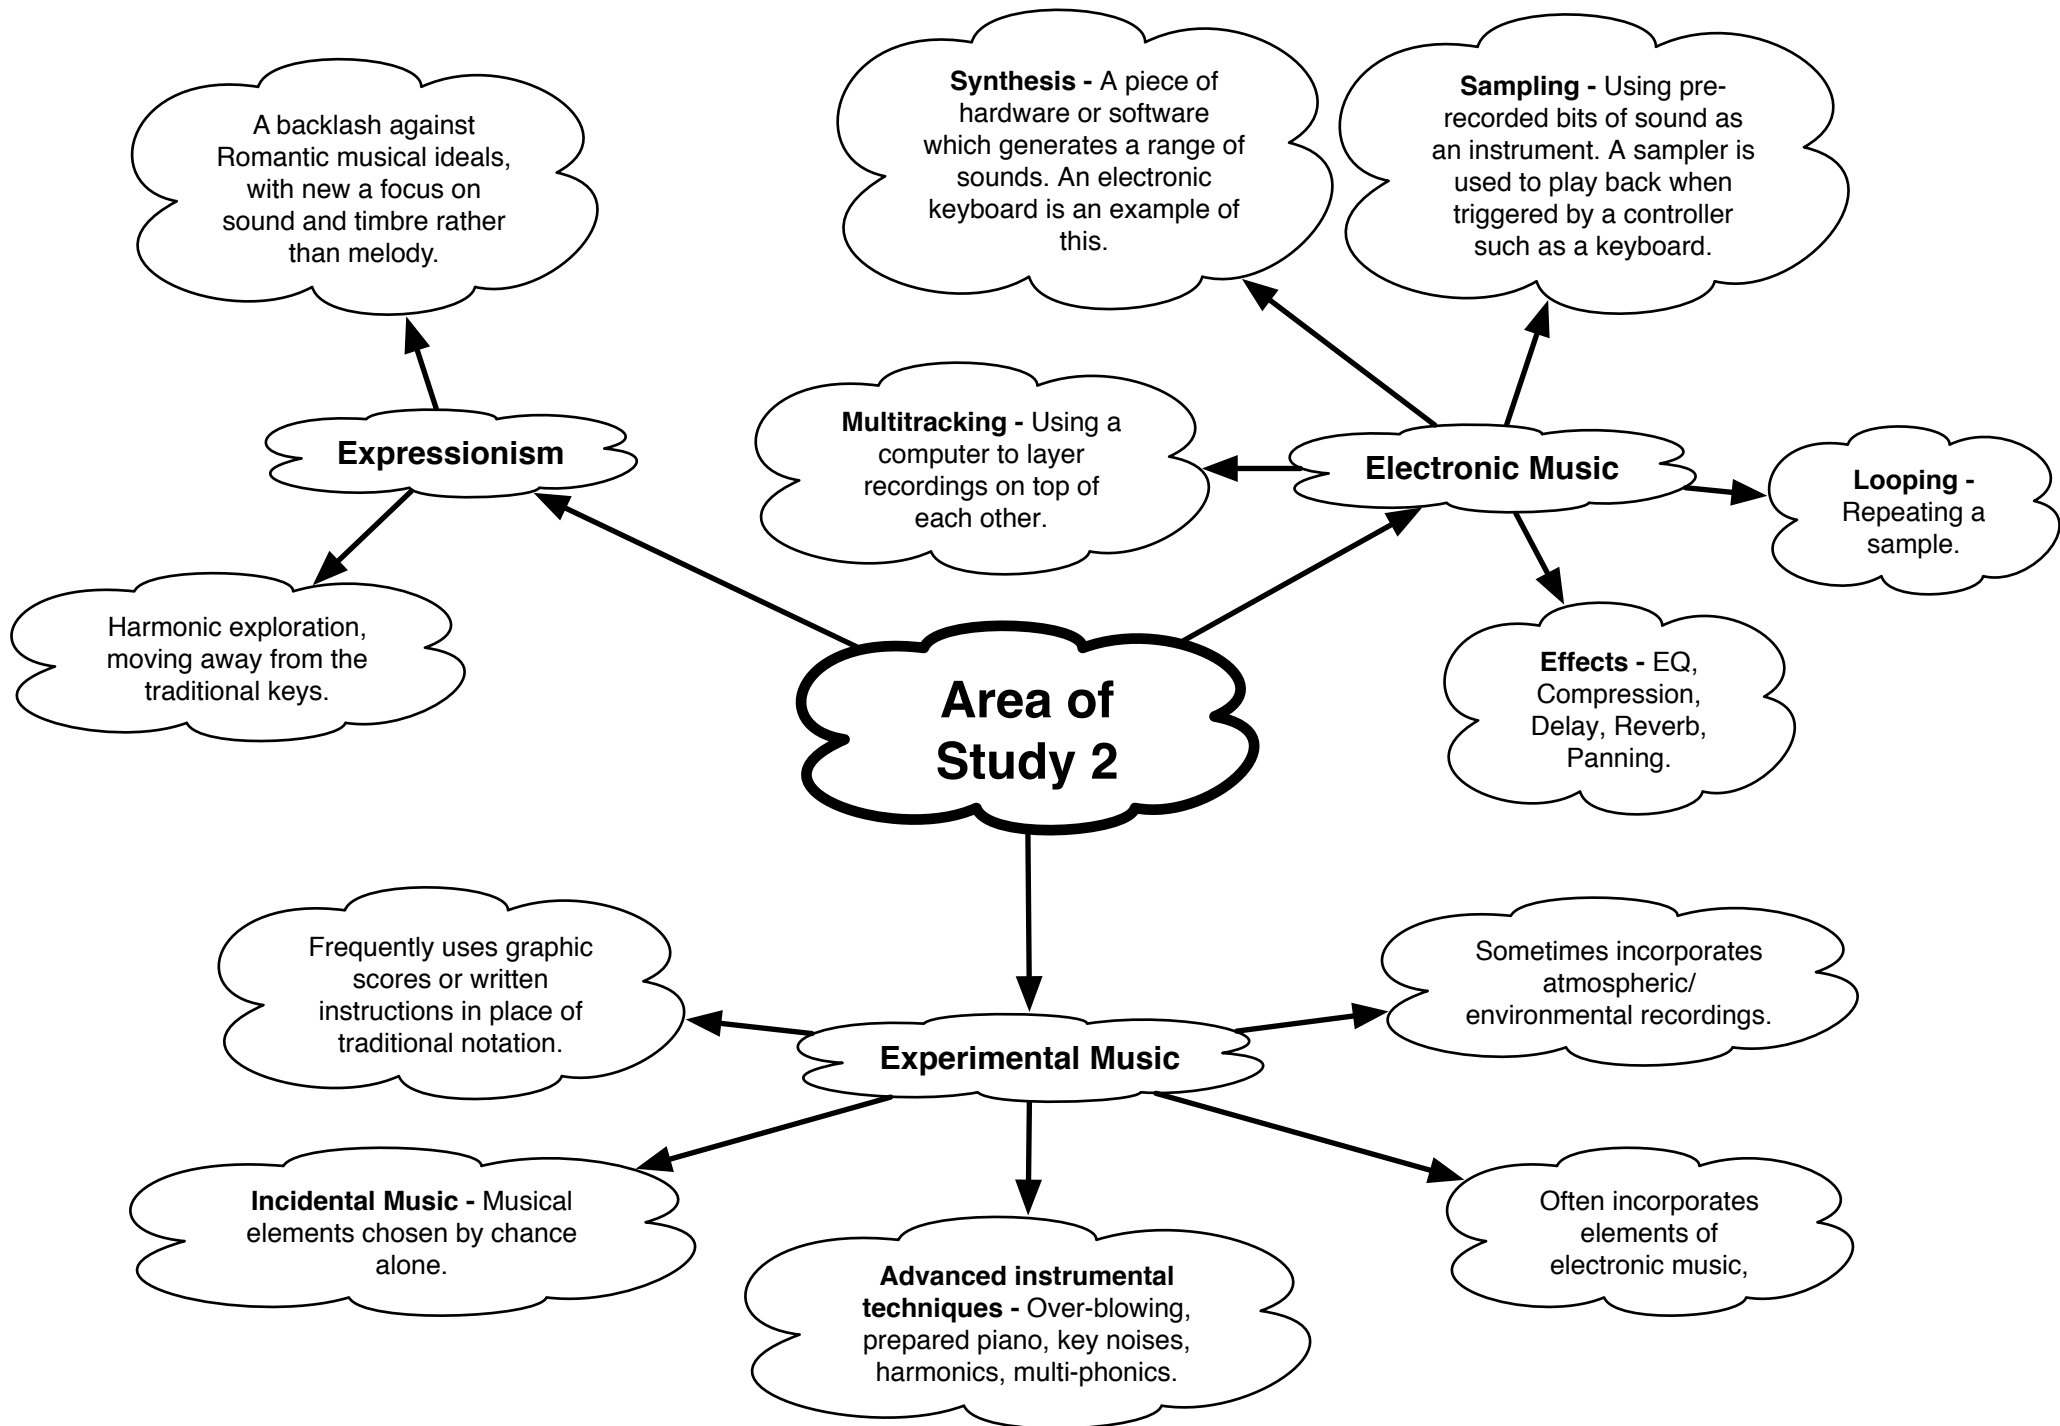 A backlash against
Romantic musical ideals,
with new a focus on
sound and timbre rather
than melody.
Synthesis - A piece of
hardware or software
which generates a range of
sounds. An electronic
keyboard is an example of
this.
Sampling - Using pre-
recorded bits of sound as
an instrument. A sampler is
used to play back when
triggered by a controller
such as a keyboard.
Expressionism
Multitracking - Using a
computer to layer
recordings on top of
each other.
Electronic Music
Looping -
Repeating a
sample.
Harmonic exploration,
moving away from the
traditional keys.
Area of
Study 2
Effects - EQ,
Compression,
Delay, Reverb,
Panning.
Frequently uses graphic
scores or written
instructions in place of
traditional notation.
Experimental Music
Sometimes incorporates
atmospheric/
environmental recordings.
Incidental Music - Musical
elements chosen by chance
alone.
Advanced instrumental
techniques - Over-blowing,
prepared piano, key noises,
harmonics, multi-phonics.
Often incorporates
elements of
electronic music,